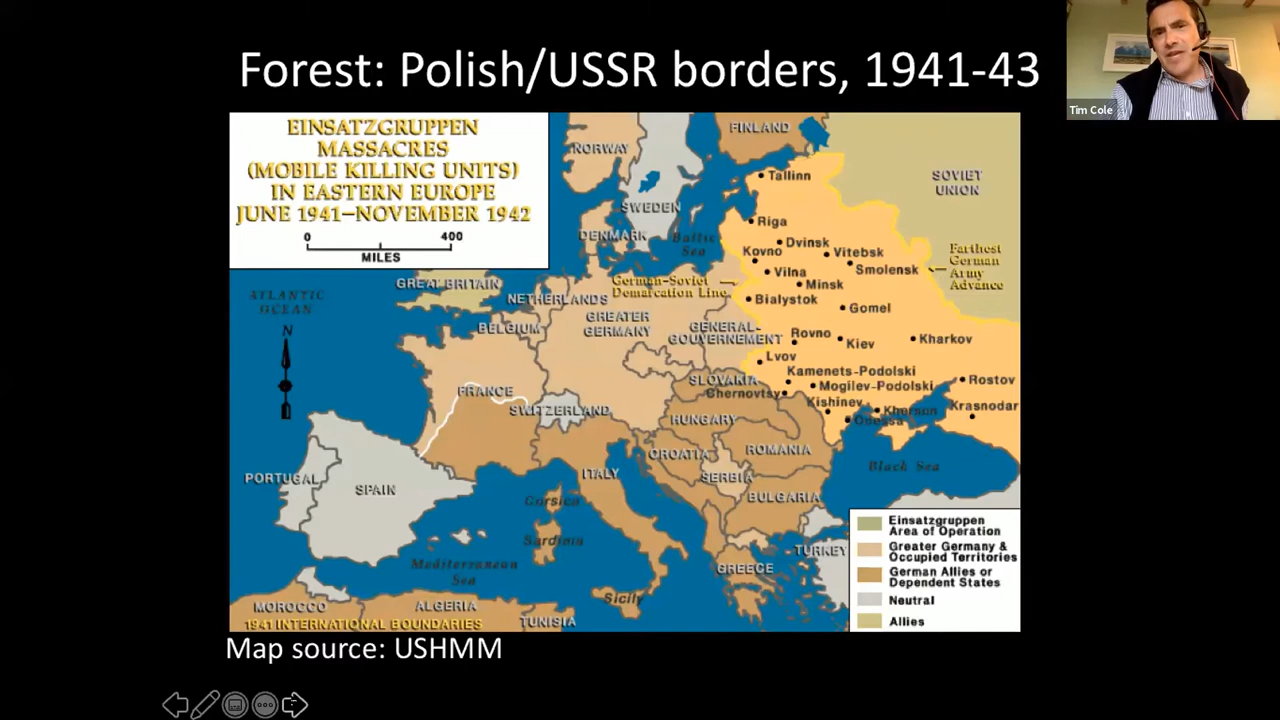 Forest: Polish/USSR borders, 1941-43
Tim Cole
EINSATZGRUPPEN
MASSACRES
(MOBILE KILLING UNITS)
IN EASTERN EUROPE
JUNE 1941–NOVEMBER 1942
0 400
MILES
FINLAND
NORWAY
SWEDEN
SOVIET
UNION
Tallinn
Riga
DENMARK
Baltic
Sea
Dvinsk
Kovno
Vitebsk
Vilna
Smolensk
Farthest
German
Army
Advance
Minsk
German-Soviet
Demarcation Line
Bialystok
Gomel
ATLANTIC
OCEAN
GREAT BRITAIN
NETHERLANDS
BELGIUM
GREATER
GERMANY
GENERAL-
GOUVERNEMENT
Rovno
Kiev
Kharkov
N
Lvov
Kamenets-Podolski
SLOVAKIA
Mogilev-Podolski
Rostov
Chernovtsy
Kishinev
Kherson
Krasnodar
Odessa
FRANCE
SWITZERLAND
HUNGARY
CROATIA
ROMANIA
Black Sea
PORTUGAL
SPAIN
ITALY
SERBIA
BULGARIA
Corsica
Sardinia
Mediterranean
Sea
Sicily
GREECE
TURKEY
MOROCCO
ALGERIA
TUNISIA
1941 INTERNATIONAL BOUNDARIES
Einsatzgruppen
Area of Operation
Greater Germany &
Occupied Territories
German Allies or
Dependent States
Neutral
Allies
Map source: USHMM